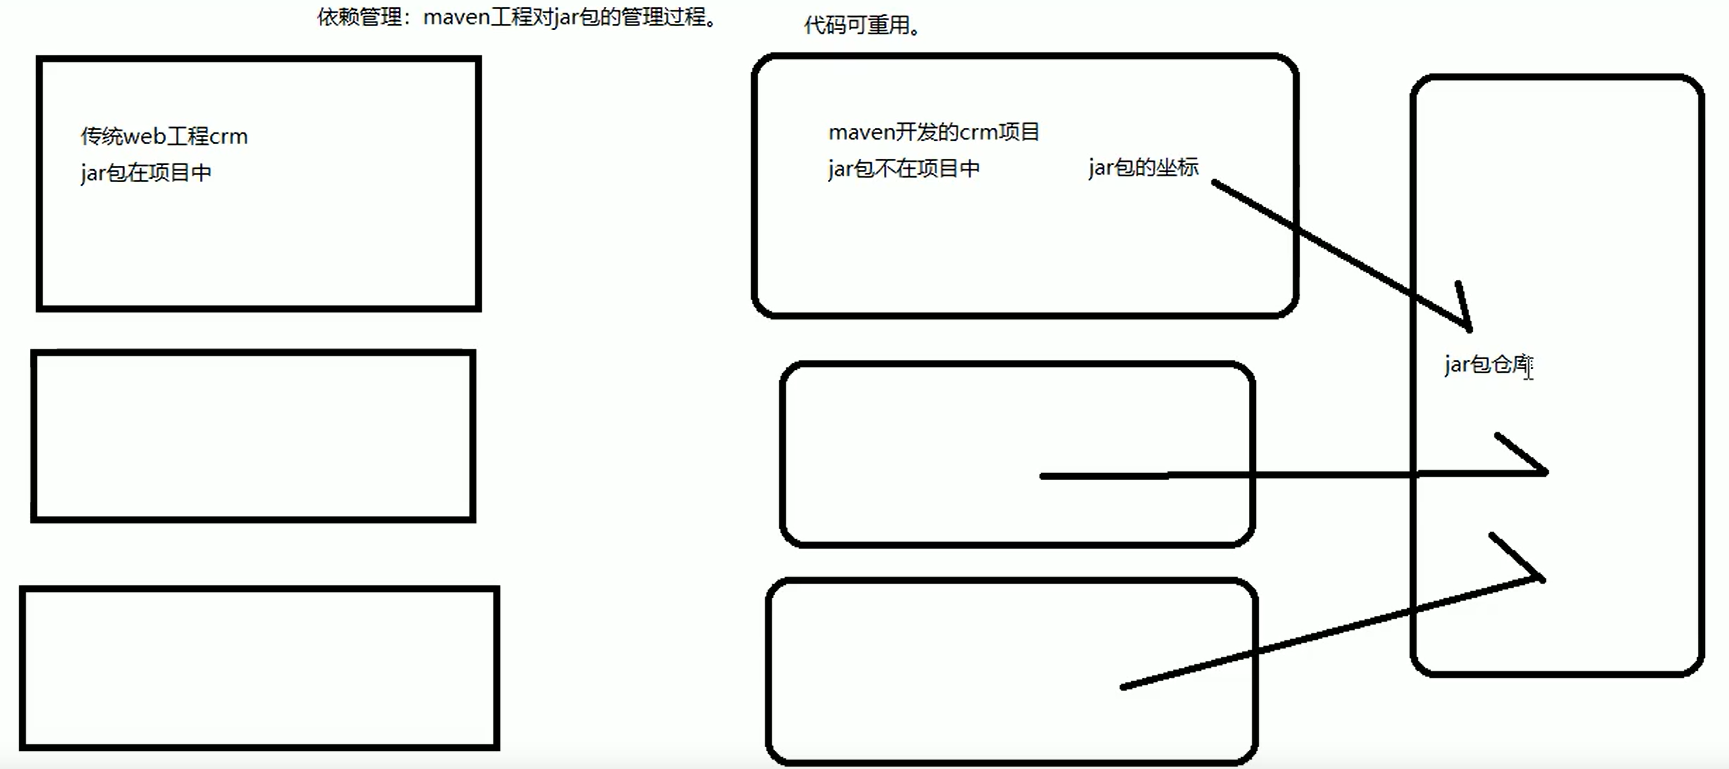 依赖管理：maven工程对jar包的管理过程。
代码可重用。
传统web工程crm
jar包在项目中
maven开发的crm项目
jar包不在项目中
jar包的坐标
jar包仓库